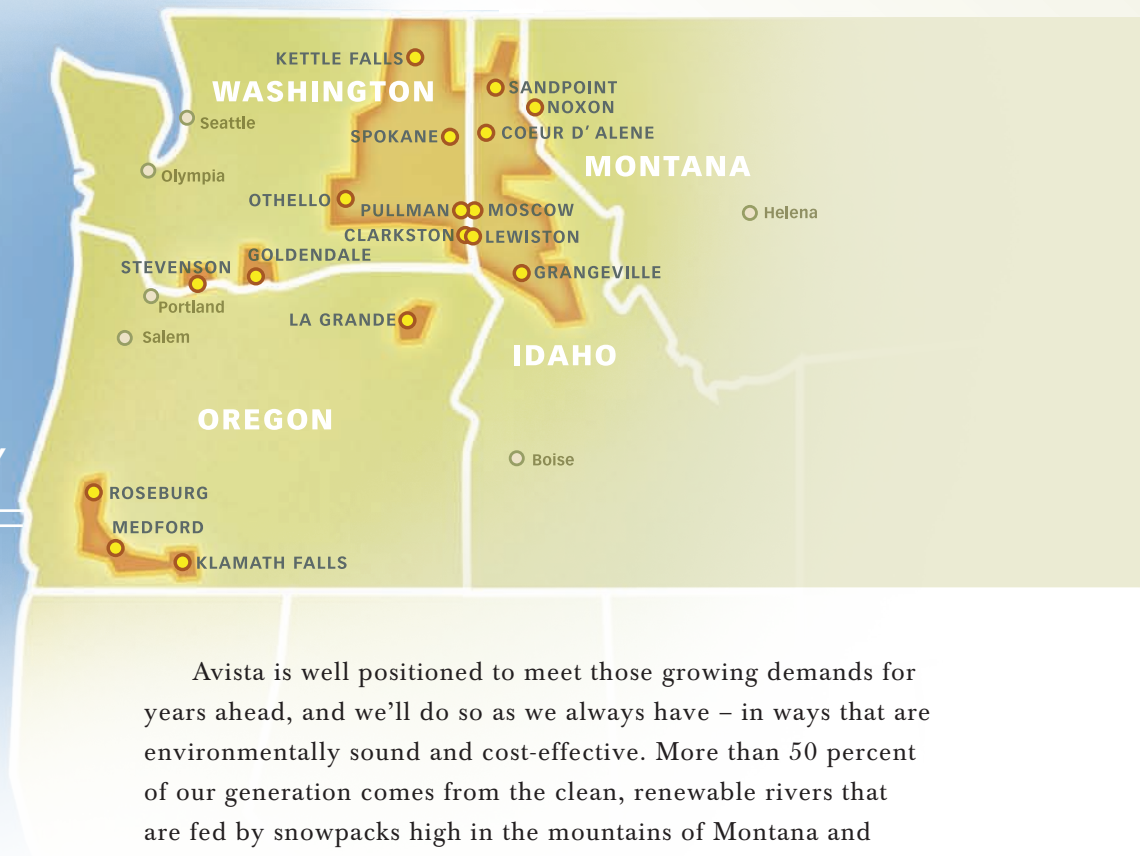 KETTLE FALLS
WASHINGTON
SANDPOINT
NOXON
Seattle
SPOKANE
COEUR D’ ALENE
MONTANA
Olympia
OTHELLO
PULLMAN
MOSCOW
Helena
CLARKSTON
LEWISTON
GOLDENDALE
STEVENSON
GRANGEVILLE
Portland
LA GRANDE
Salem
IDAHO
OREGON
Boise
ROSEBURG
MEDFORD
KLAMATH FALLS
Avista is well positioned to meet those growing demands for
years ahead, and we’ll do so as we always have – in ways that are
environmentally sound and cost-effective. More than 50 percent
of our generation comes from the clean, renewable rivers that
are fed by snowpacks high in the mountains of Montana and